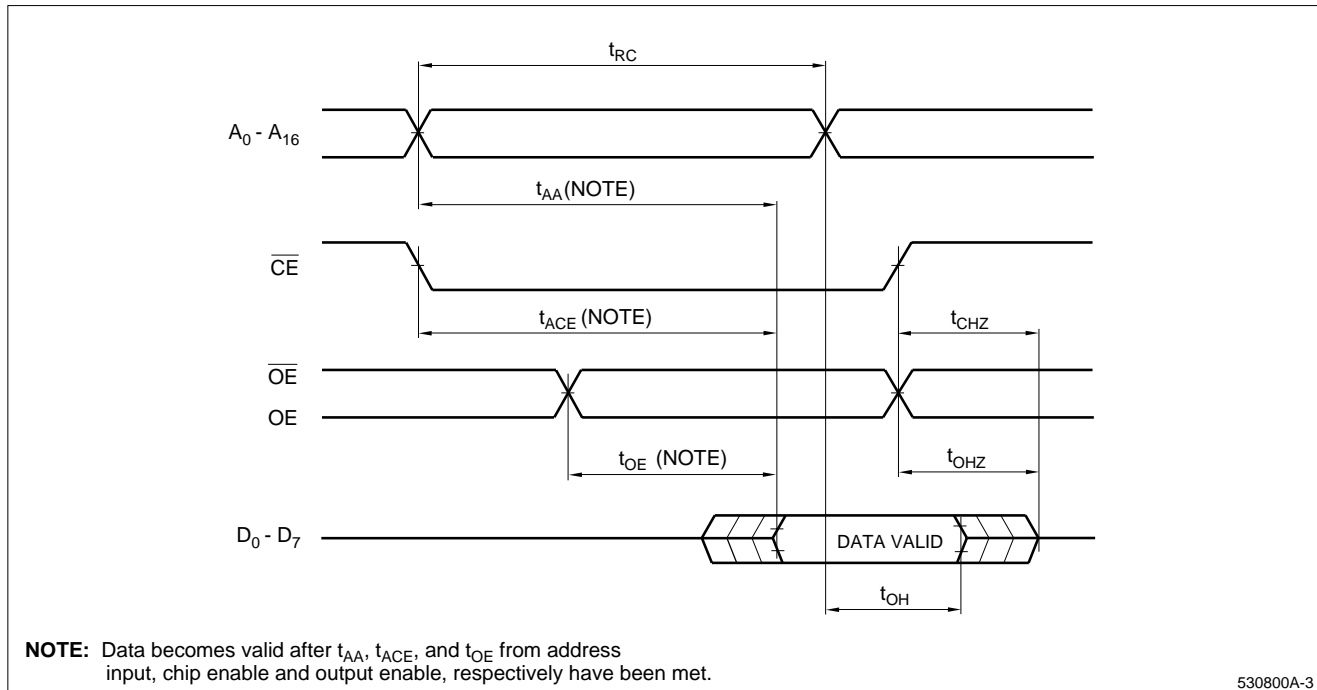 tRC
A0 - A16
tAA (NOTE)
CE
tACE (NOTE)
tCHZ
OE
OE
tOE (NOTE)
tOHZ
D0 - D7
DATA VALID
tOH
NOTE: Data becomes valid after tAA, tACE, and tOE from address
input, chip enable and output enable, respectively have been met.
530800A-3